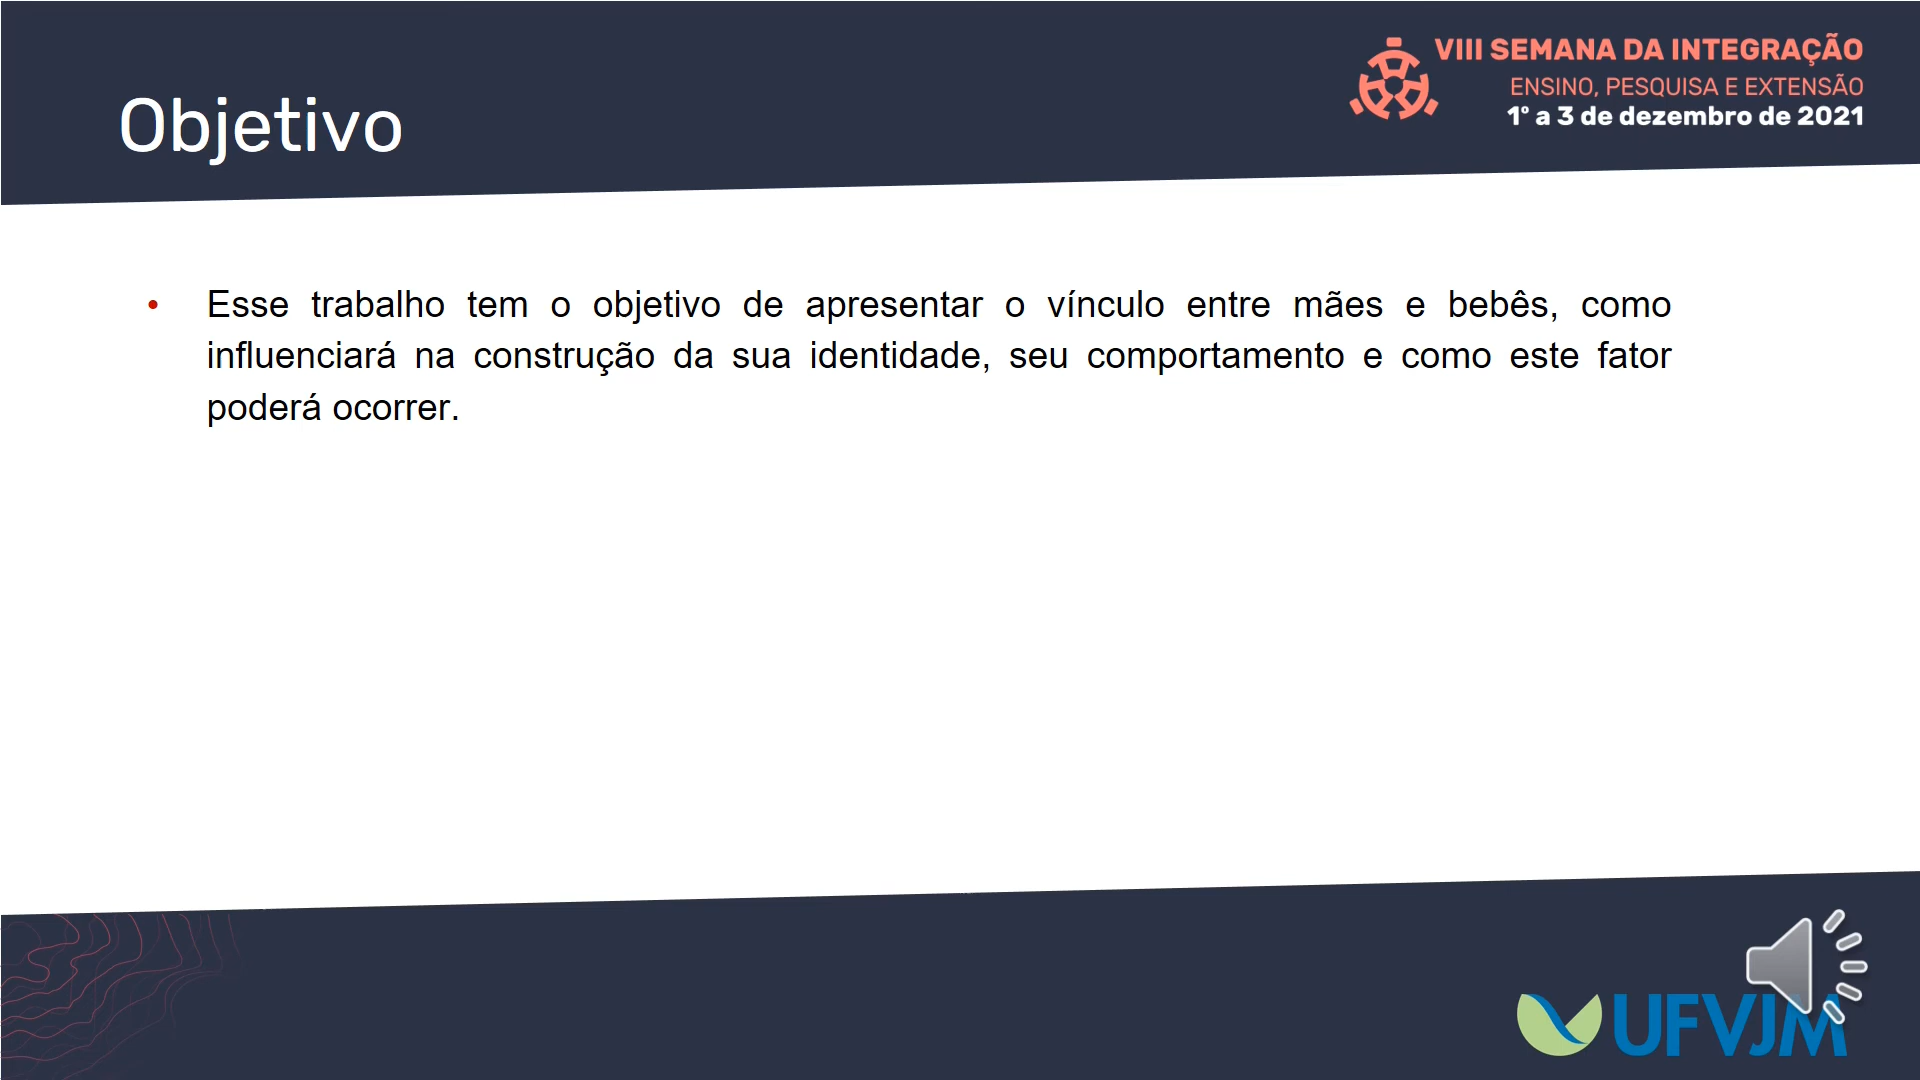 VIII SEMANA DA INTEGRAÇÃO
ENSINO, PESQUISA E EXTENSÃO
1º a 3 de dezembro de 2021
Objetivo
• Esse trabalho tem o objetivo de apresentar o vínculo entre mães e bebês, como
influenciará na construção da sua identidade, seu comportamento e como este fator
poderá ocorrer.
UFVJM